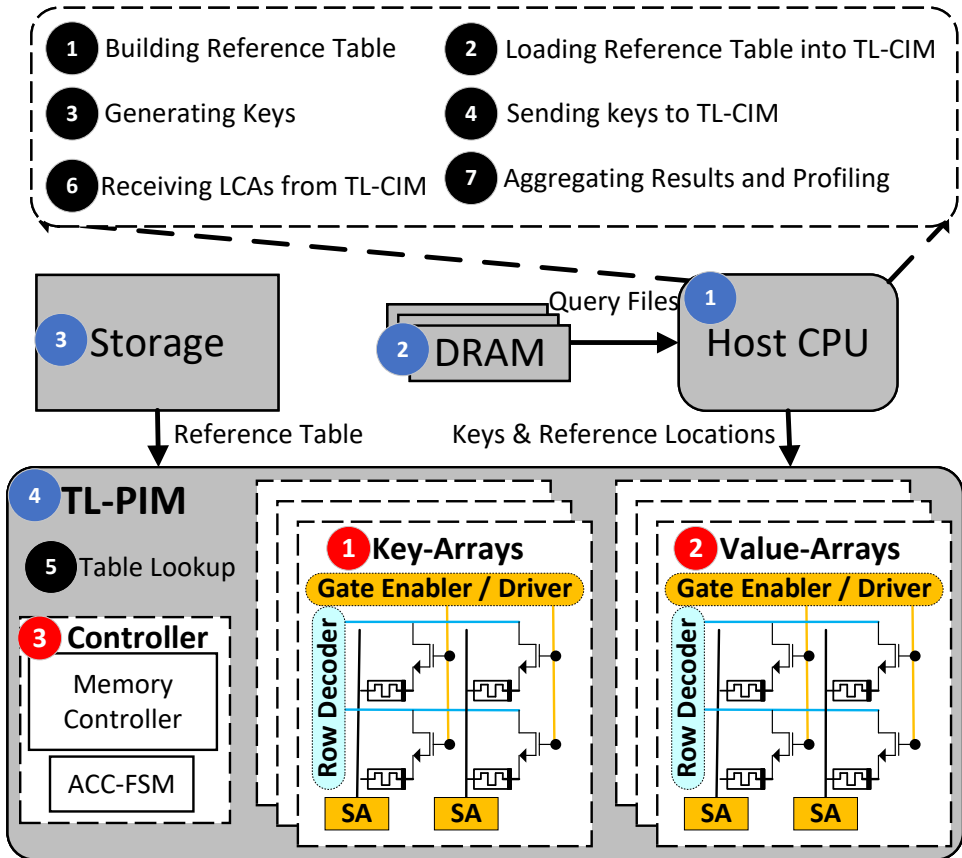 1 Building Reference Table
2 Loading Reference Table into TL-CIM
3 Generating Keys
4 Sending keys to TL-CIM
6 Receiving LCAs from TL-CIM
7 Aggregating Results and Profiling
3 Storage
2 DRAM
Query Files
1
Host CPU
Reference Table
Keys & Reference Locations
4 TL-PIM
5 Table Lookup
3 Controller
Memory
Controller
ACC-FSM
1 Key-Arrays
Gate Enabler / Driver
Row Decoder
SA
SA
2 Value-Arrays
Gate Enabler / Driver
Row Decoder
SA
SA